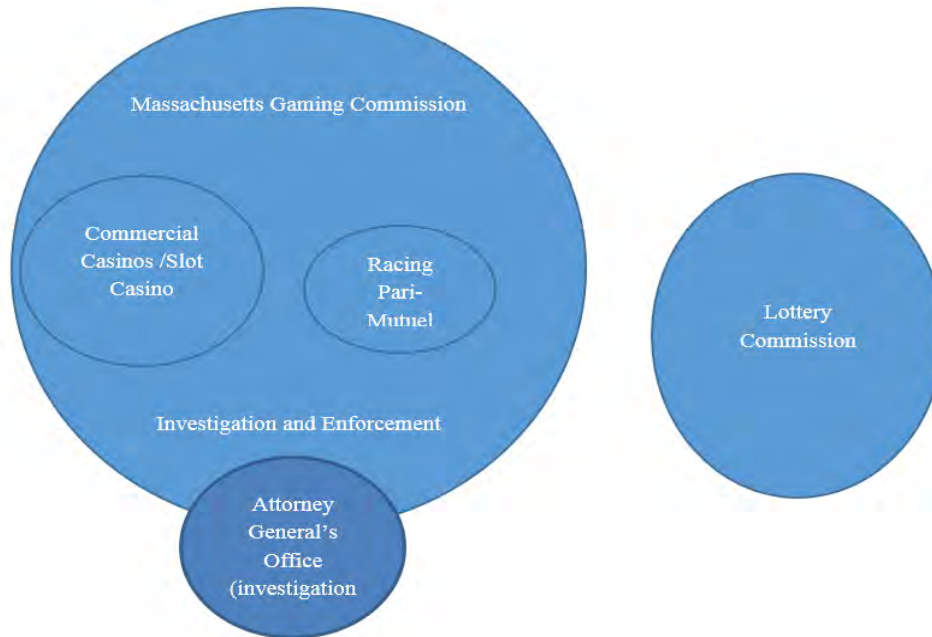 Massachusetts Gaming Commission
Commercial
Casinos /Slot
Casino
Racing
Pari-
Mutuel
Lottery
Commission
Investigation and Enforcement
Attorney
General’s
Office
(investigation